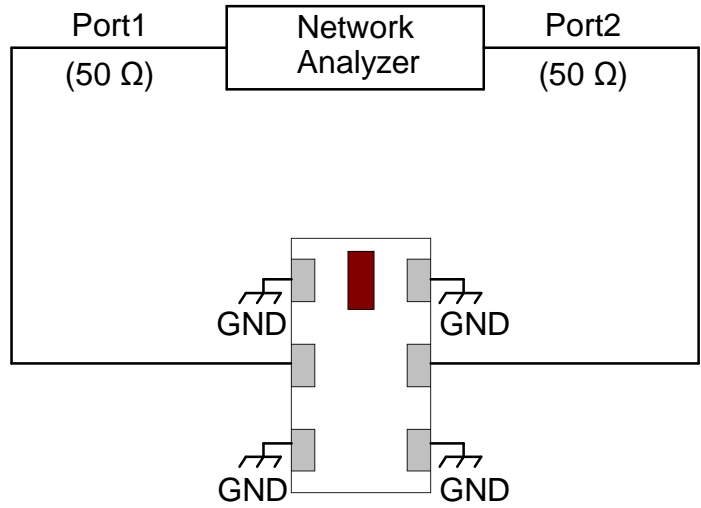 Port1
Network
Analyzer
Port2
(50 Ω)
(50 Ω)
GND
GND
GND
GND